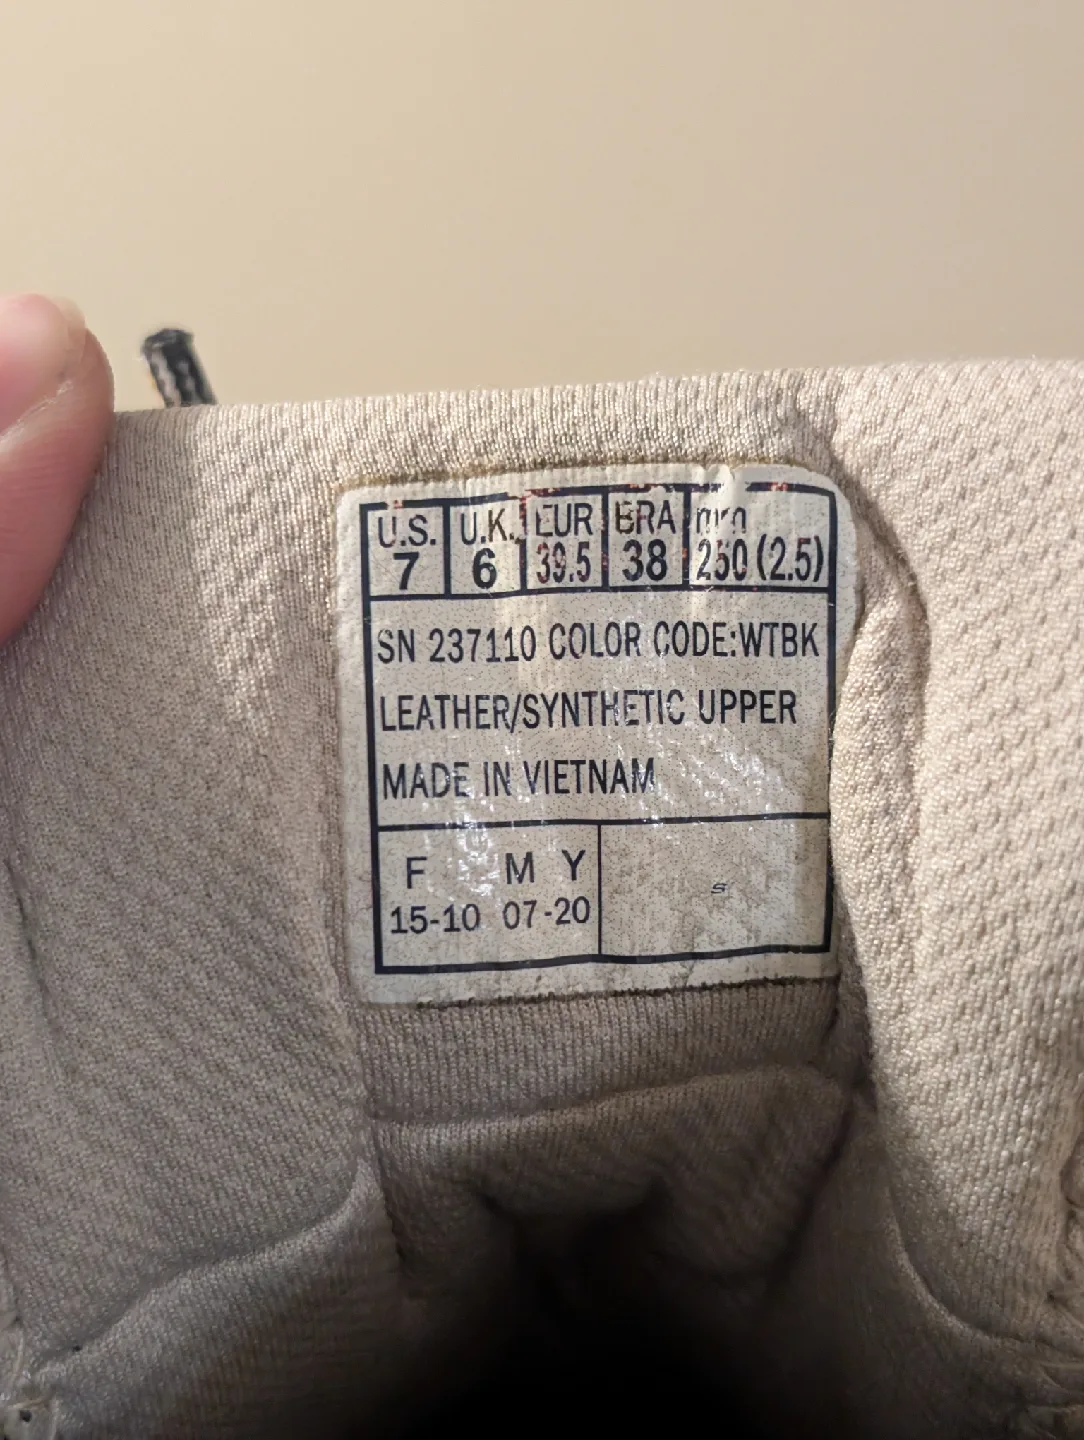 U.S. U.K. EUR BRA mm
7 6 39.5 38 250 (2.5)
SN 237110 COLOR CODE:WTBK
LEATHER/SYNTHETIC UPPER
MADE IN VIETNAM
F M Y
15-10 07-20
S